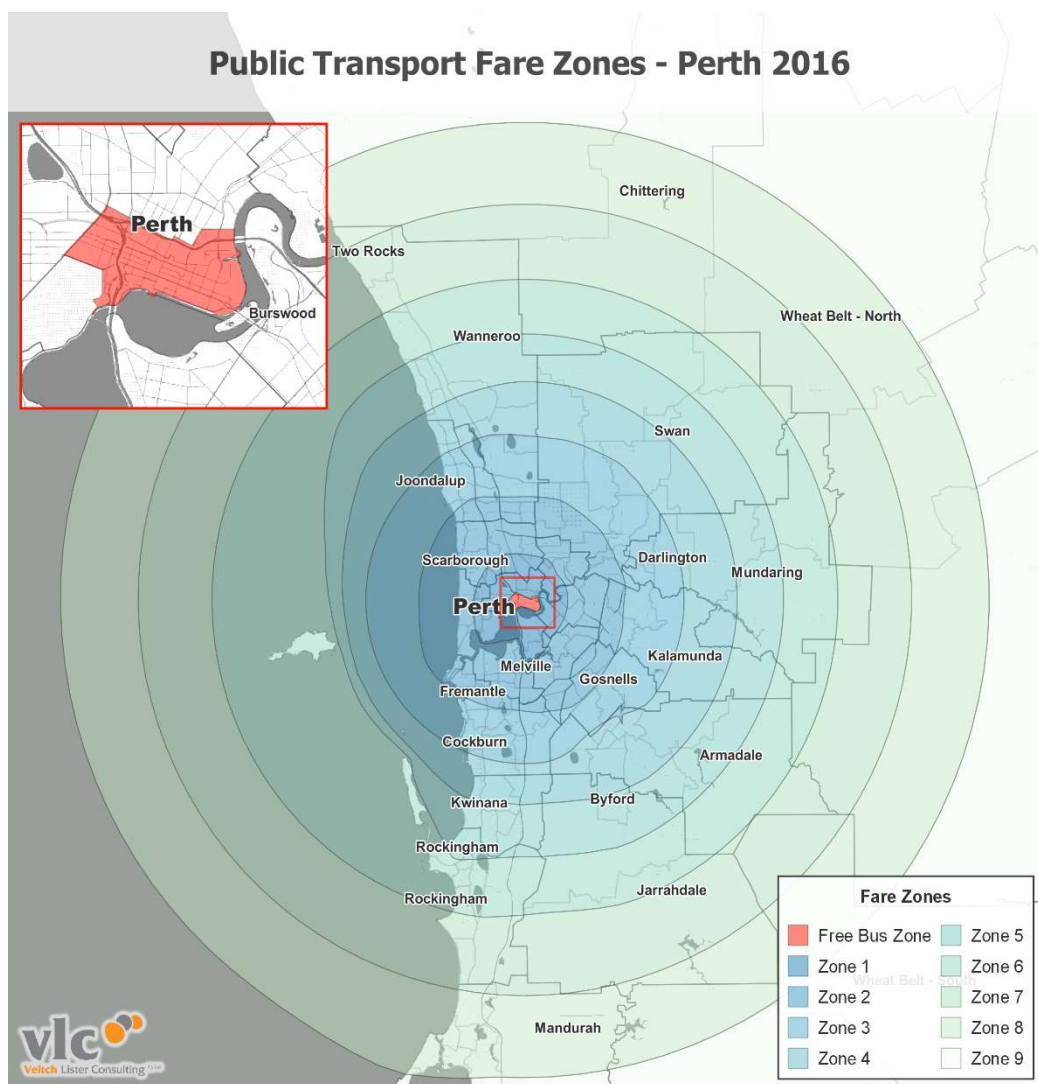 Public Transport Fare Zones - Perth 2016
Perth
Burswood
Chittering
Two Rocks
Wheat Belt - North
Wanneroo
Swan
Joondalup
Scarborough
Darlington
Mundaring
Perth
Melville
Kalamunda
Gosnells
Fremantle
Cockburn
Armadale
Kwinana
Byford
Rockingham
Rockingham
Jarrahdale
Mandurah
Wheat Belt - South
Fare Zones
Free Bus Zone
Zone 1
Zone 2
Zone 3
Zone 4
Zone 5
Zone 6
Zone 7
Zone 8
Zone 9
vlc
Veitch Lister Consulting